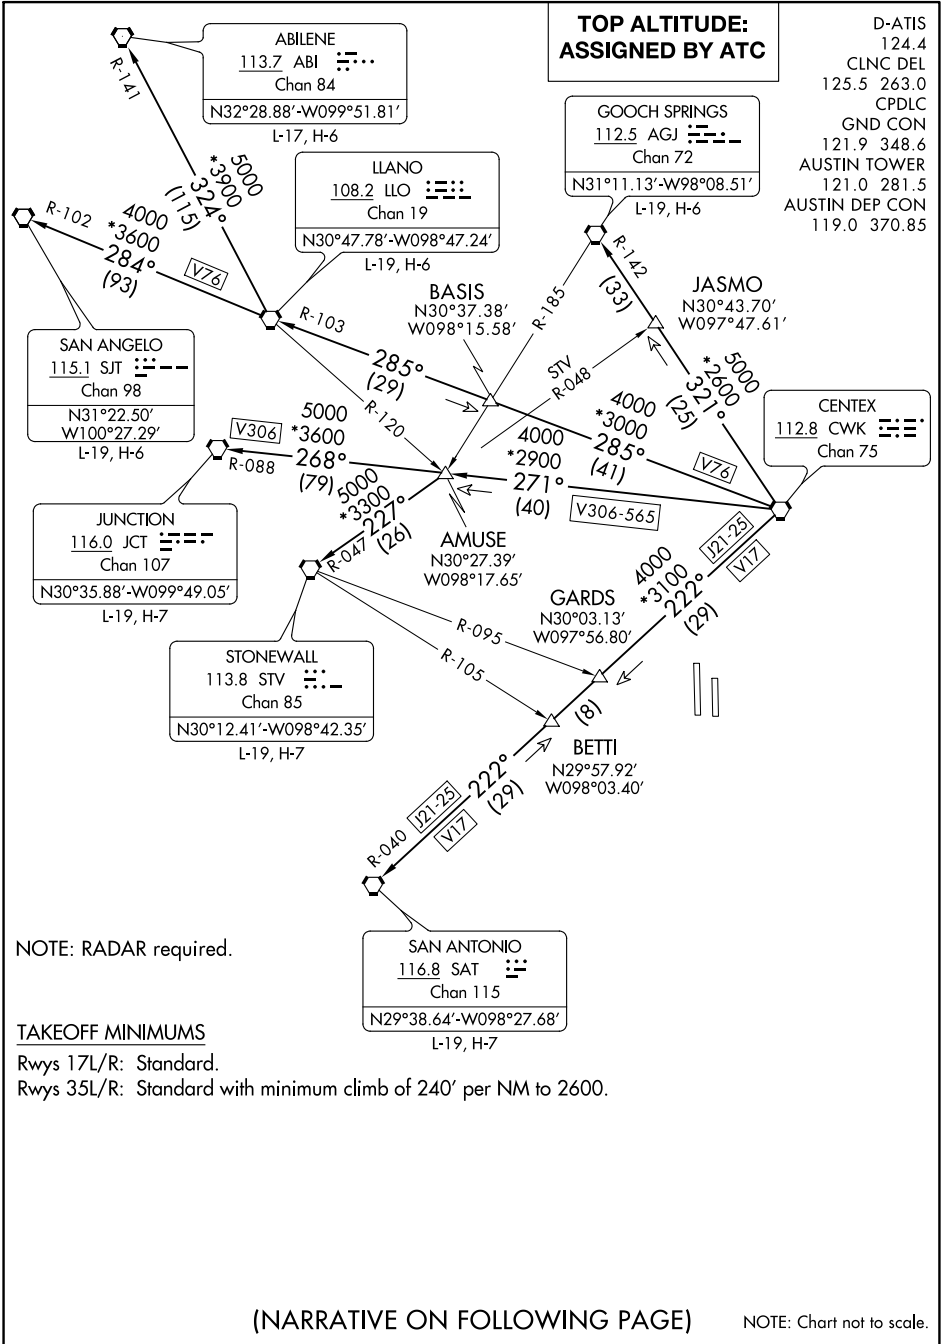 TOP ALTITUDE:
ASSIGNED BY ATC
D-ATIS
124.4
CLNC DEL
125.5 263.0
CPDLC
GND CON
121.9 348.6
AUSTIN TOWER
121.0 281.5
AUSTIN DEP CON
119.0 370.85
ABILENE
113.7 ABI
Chan 84
N32°28.88'-W099°51.81'
L-17, H-6
R-141
5000
*3900
324°
(115)
GOOCH SPRINGS
112.5 AGJ
Chan 72
N31°11.13'-W98°08.51'
L-19, H-6
LLANO
108.2 LLO
Chan 19
N30°47.78'-W098°47.24'
L-19, H-6
R-102
4000
*3600
284°
(93)
V76
R-142
(33)
JASMO
N30°43.70'
W097°47.61'
R-185
BASIS
N30°37.38'
W098°15.58'
R-103
285°
(29)
STV
R-048
5000
*2600
321°
(25)
SAN ANGELO
115.1 SJT
Chan 98
N31°22.50'
W100°27.29'
L-19, H-6
R-120
4000
*3000
285°
(41)
V76
CENTEX
112.8 CWK
Chan 75
V306
5000
*3600
268°
(79)
R-088
4000
*2900
271°
(40)
V306-565
5000
*3300
227°
(26)
R-047
JUNCTION
116.0 JCT
Chan 107
N30°35.88'-W099°49.05'
L-19, H-7
AMUSE
N30°27.39'
W098°17.65'
J21-25
V17
4000
*3100
222°
(29)
GARDS
N30°03.13'
W097°56.80'
R-095
R-105
STONEWALL
113.8 STV
Chan 85
N30°12.41'-W098°42.35'
L-19, H-7
(8)
BETTI
N29°57.92'
W098°03.40'
222°
(29)
J21-25
V17
R-040
SAN ANTONIO
116.8 SAT
Chan 115
N29°38.64'-W098°27.68'
L-19, H-7
NOTE: RADAR required.
TAKEOFF MINIMUMS
Rwys 17L/R: Standard.
Rwys 35L/R: Standard with minimum climb of 240' per NM to 2600.
(NARRATIVE ON FOLLOWING PAGE)
NOTE: Chart not to scale.